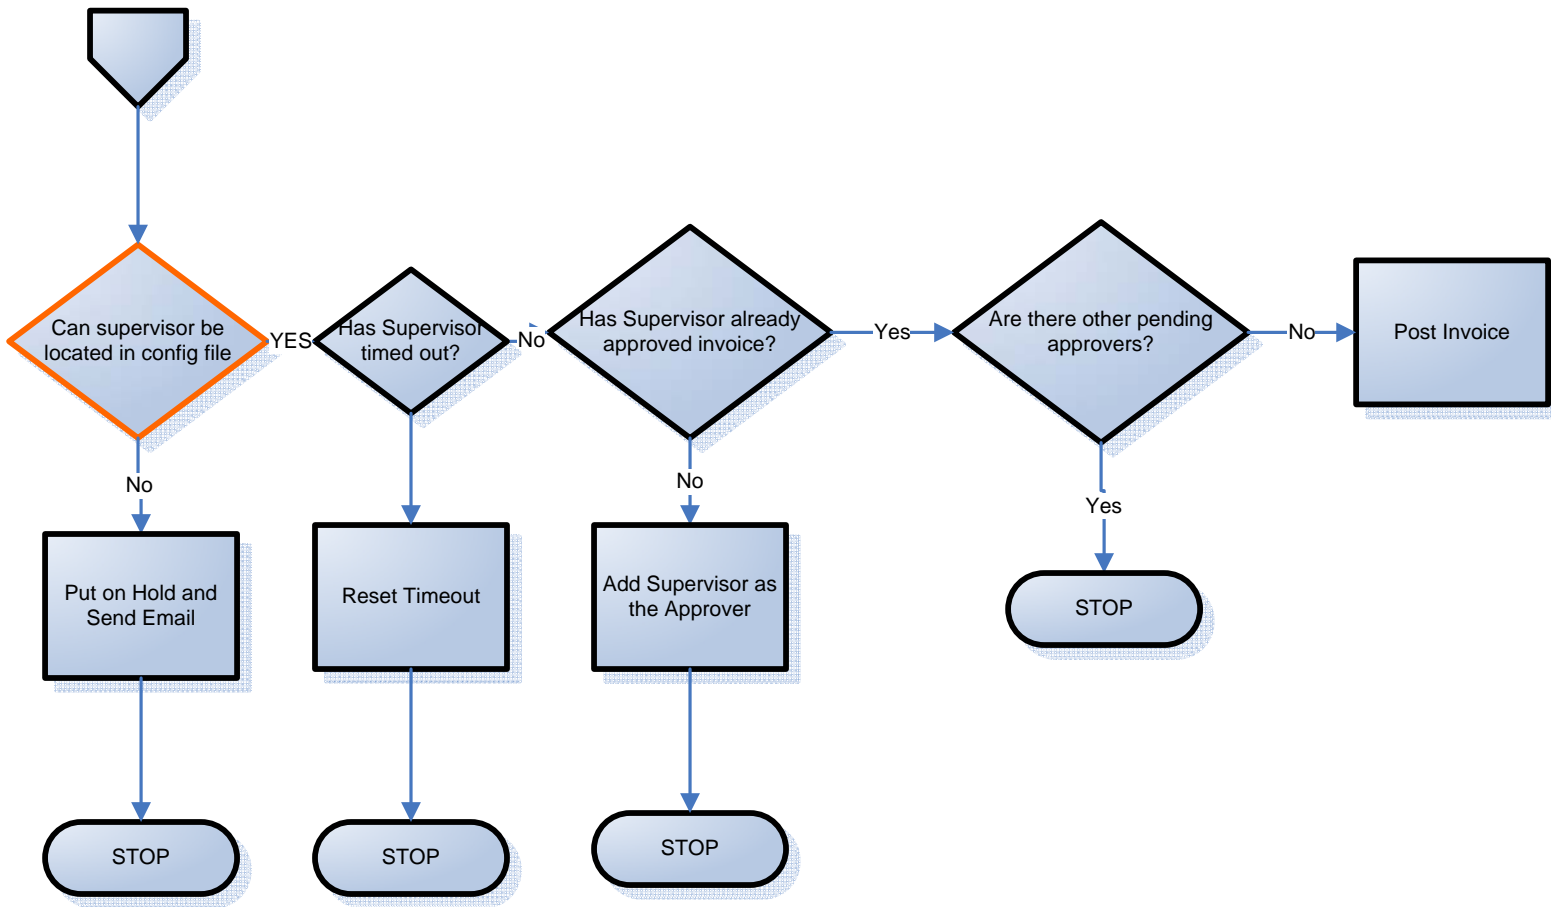 Can supervisor be
located in config file
YES
Has Supervisor
timed out?
No
Has Supervisor already
approved invoice?
Yes
Are there other pending
approvers?
No
Post Invoice
No
No
Yes
Put on Hold and
Send Email
Reset Timeout
Add Supervisor as
the Approver
STOP
STOP
STOP
STOP